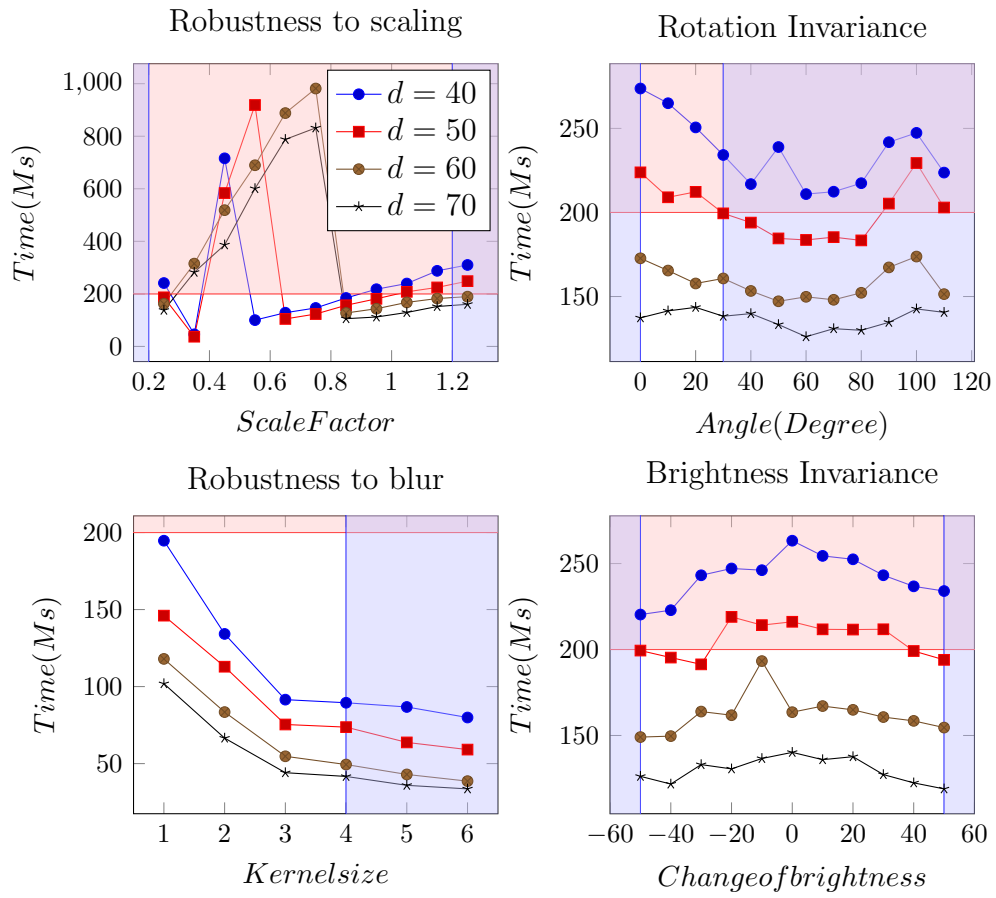 Robustness to scaling
1,000
800
600
400
200
0
0.2 0.4 0.6 0.8 1 1.2
Time(Ms)
ScaleFactor
d = 40
d = 50
d = 60
d = 70
Rotation Invariance
250
200
150
0 20 40 60 80 100 120
Time(Ms)
Angle(Degree)
Robustness to blur
200
150
100
50
1 2 3 4 5 6
Time(Ms)
Kernelsize
Brightness Invariance
250
200
150
−60 −40 −20 0 20 40 60
Time(Ms)
Changeofbrightness